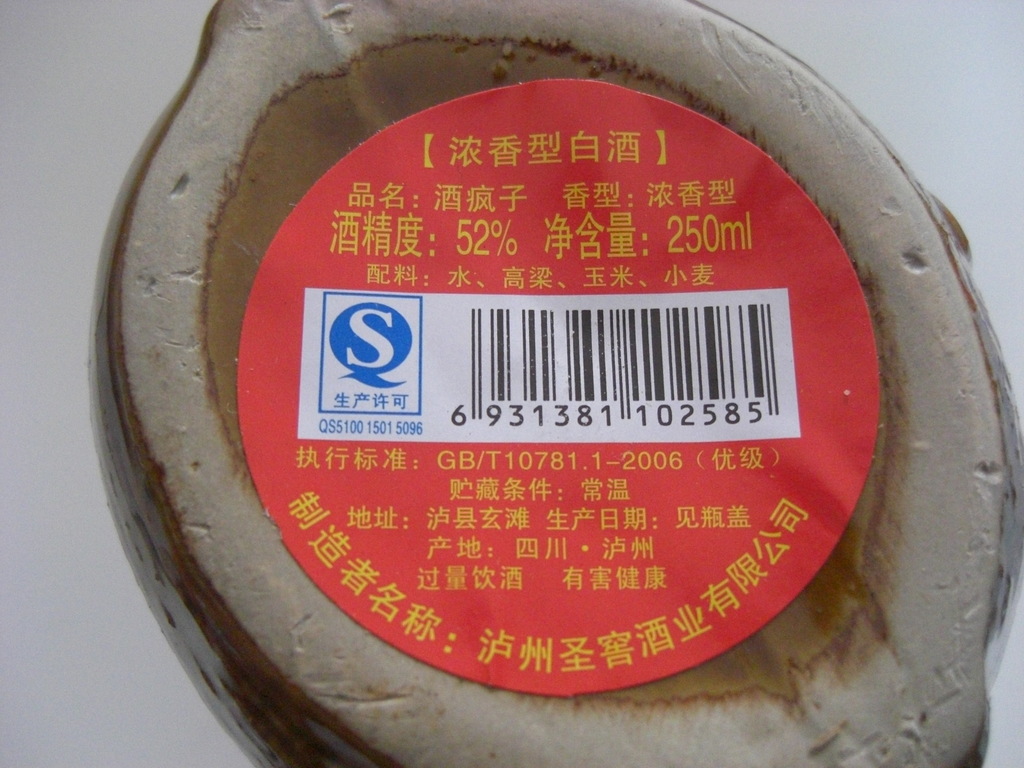 【浓香型白酒】
品名：酒疯子 香型：浓香型
酒精度：52% 净含量：250ml
配料：水、高梁、玉米、小麦
生产许可
QS5100 1501 5096
6 931381 102585
执行标准：GB/T10781.1-2006（优级）
贮藏条件：常温
地址：泸县玄滩 生产日期：见瓶盖
产地：四川·泸州
过量饮酒 有害健康
制造者名称：泸州圣窖酒业有限公司